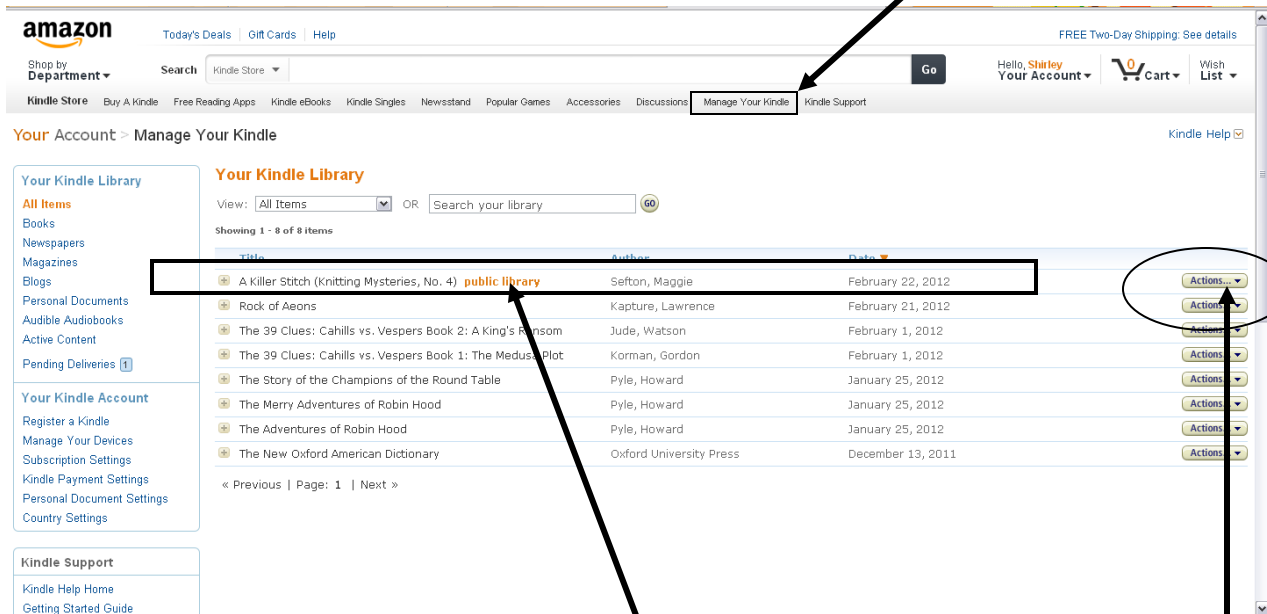 amazon Today's Deals Gift Cards Help FREE Two-Day Shipping: See details
Shop by Department Search Kindle Store Go Hello, Shirley Your Account 0 Cart Wish List
Kindle Store Buy A Kindle Free Reading Apps Kindle eBooks Kindle Singles Newsstand Popular Games Accessories Discussions Manage Your Kindle Kindle Support
Your Account > Manage Your Kindle Kindle Help
Your Kindle Library
All Items
Books
Newspapers
Magazines
Blogs
Personal Documents
Audible Audiobooks
Active Content
Pending Deliveries 1
Your Kindle Account
Register a Kindle
Manage Your Devices
Subscription Settings
Kindle Payment Settings
Personal Document Settings
Country Settings
Kindle Support
Kindle Help Home
Getting Started Guide
Your Kindle Library
View: All Items OR Search your library GO
Showing 1 - 8 of 8 items
Title Author Date
A Killer Stitch (Knitting Mysteries, No. 4) public library Sefton, Maggie February 22, 2012 Actions...
Rock of Aeons Kapture, Lawrence February 21, 2012 Actions...
The 39 Clues: Cahills vs. Vespers Book 2: A King's Ransom Jude, Watson February 1, 2012 Actions...
The 39 Clues: Cahills vs. Vespers Book 1: The Medusa Plot Korman, Gordon February 1, 2012 Actions...
The Story of the Champions of the Round Table Pyle, Howard January 25, 2012 Actions...
The Merry Adventures of Robin Hood Pyle, Howard January 25, 2012 Actions...
The Adventures of Robin Hood Pyle, Howard January 25, 2012 Actions...
The New Oxford American Dictionary Oxford University Press December 13, 2011 Actions...
« Previous | Page: 1 | Next »